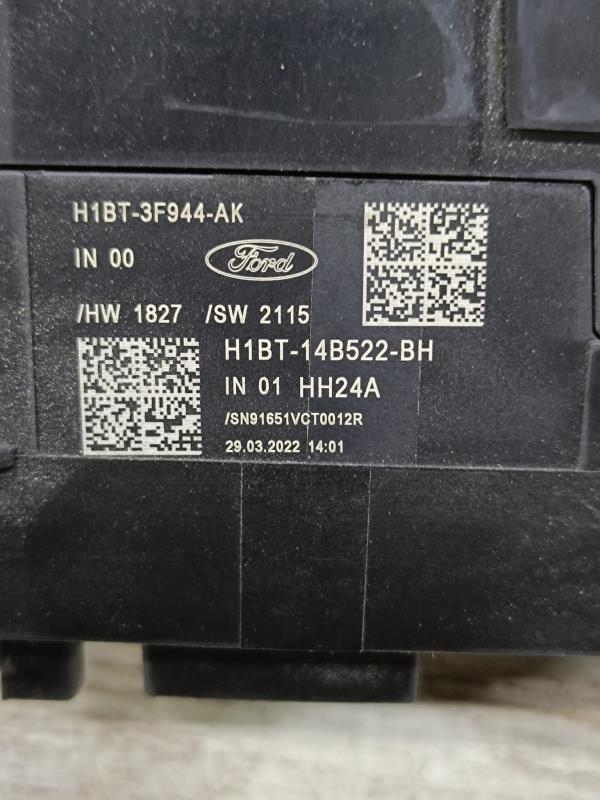 H1BT-3F944-AK
IN 00
Ford
/HW 1827 /SW 2115
H1BT-14B522-BH
IN 01 HH24A
/SN91651VCT0012R
29.03.2022 14:01